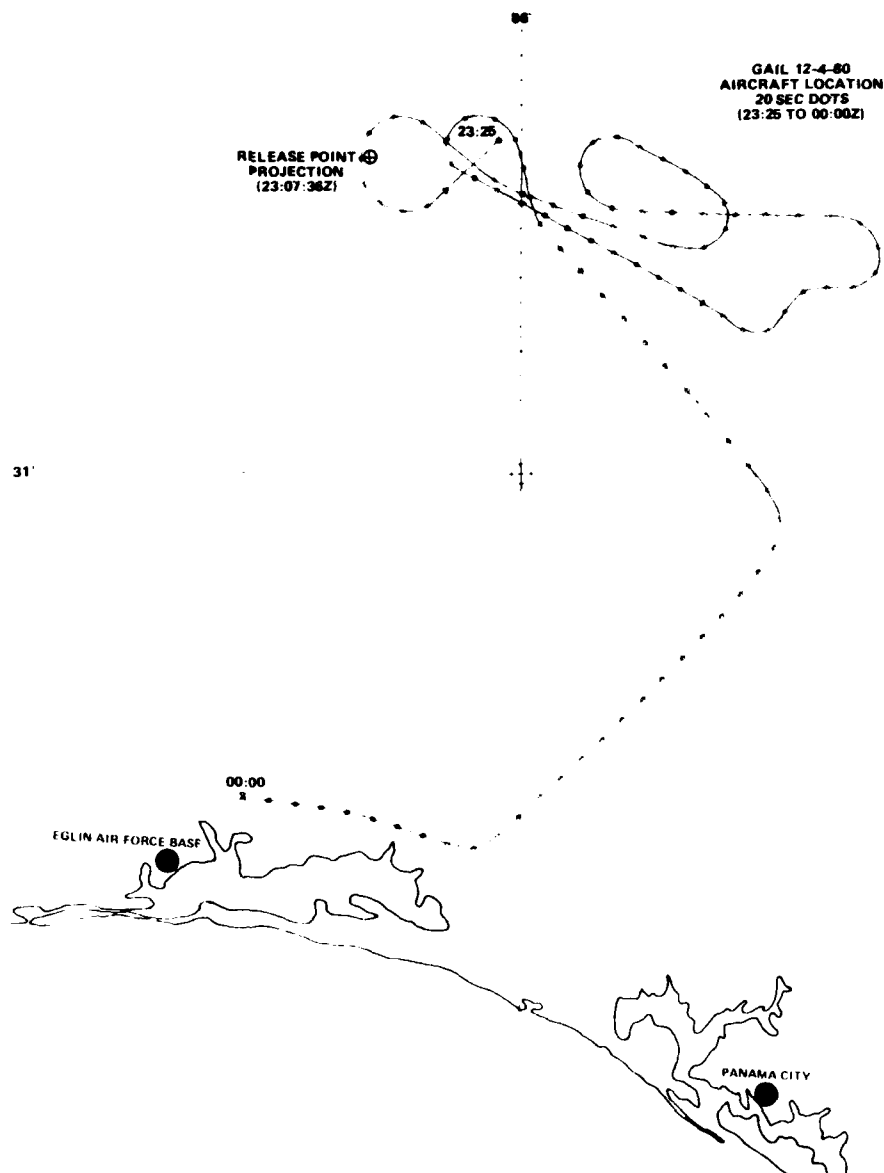 86°
GAIL 12-4-80
AIRCRAFT LOCATION
20 SEC DOTS
(23:25 TO 00:00Z)
23:25
RELEASE POINT
PROJECTION
(23:07:36Z)
31°
00:00
EGLIN AIR FORCE BASE
PANAMA CITY